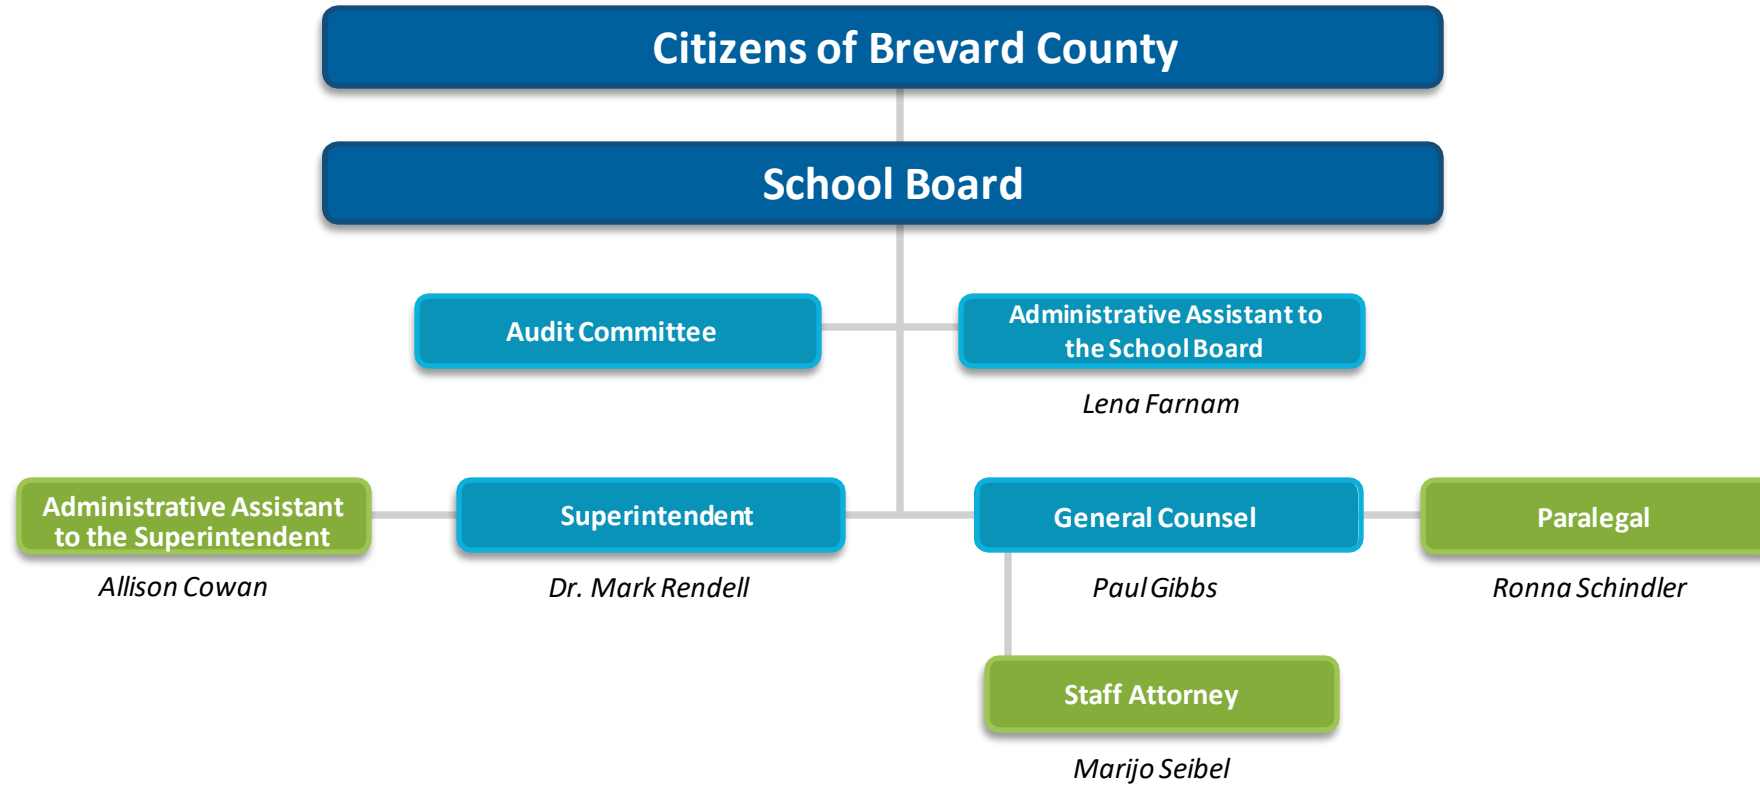 Citizens of Brevard County
School Board
Audit Committee
Administrative Assistant to
the School Board
Lena Farnam
Administrative Assistant
to the Superintendent
Allison Cowan
Superintendent
Dr. Mark Rendell
General Counsel
Paul Gibbs
Paralegal
Ronna Schindler
Staff Attorney
Marijo Seibel